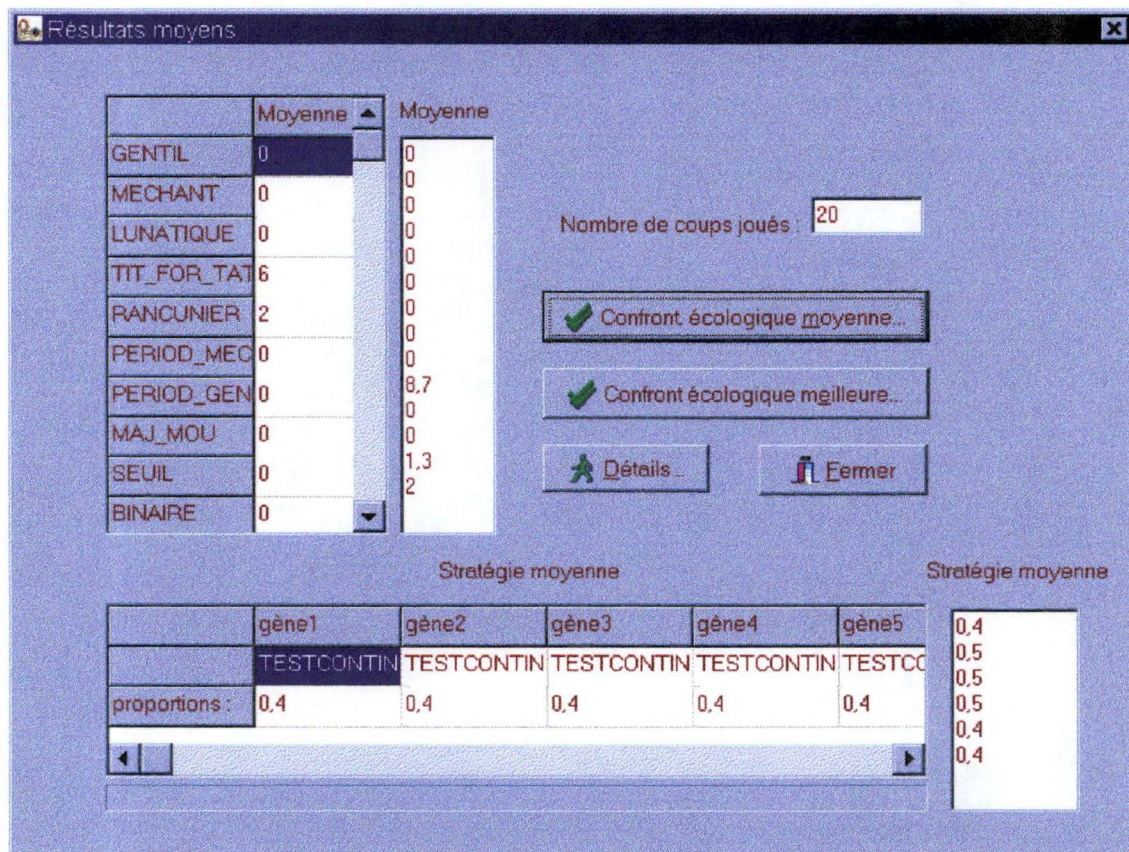 Résultats moyens
Moyenne
GENTIL 0
MECHANT 0
LUNATIQUE 0
TIT_FOR_TAT 6
RANCUNIER 2
PERIOD_MEC 0
PERIOD_GEN 0
MAJ_MOU 0
SEUIL 0
BINAIRE 0
Moyenne
0
0
0
0
0
0
0
0
0
8,7
0
0
1,3
2
Nombre de coups joués : 20
Confront. écologique moyenne...
Confront écologique meilleure...
Détails... Fermer
Stratégie moyenne
gène1 gène2 gène3 gène4 gène5
TESTCONTIN TESTCONTIN TESTCONTIN TESTCONTIN TESTCC
proportions : 0,4 0,4 0,4 0,4 0,4
Stratégie moyenne
0,4
0,5
0,5
0,5
0,4
0,4